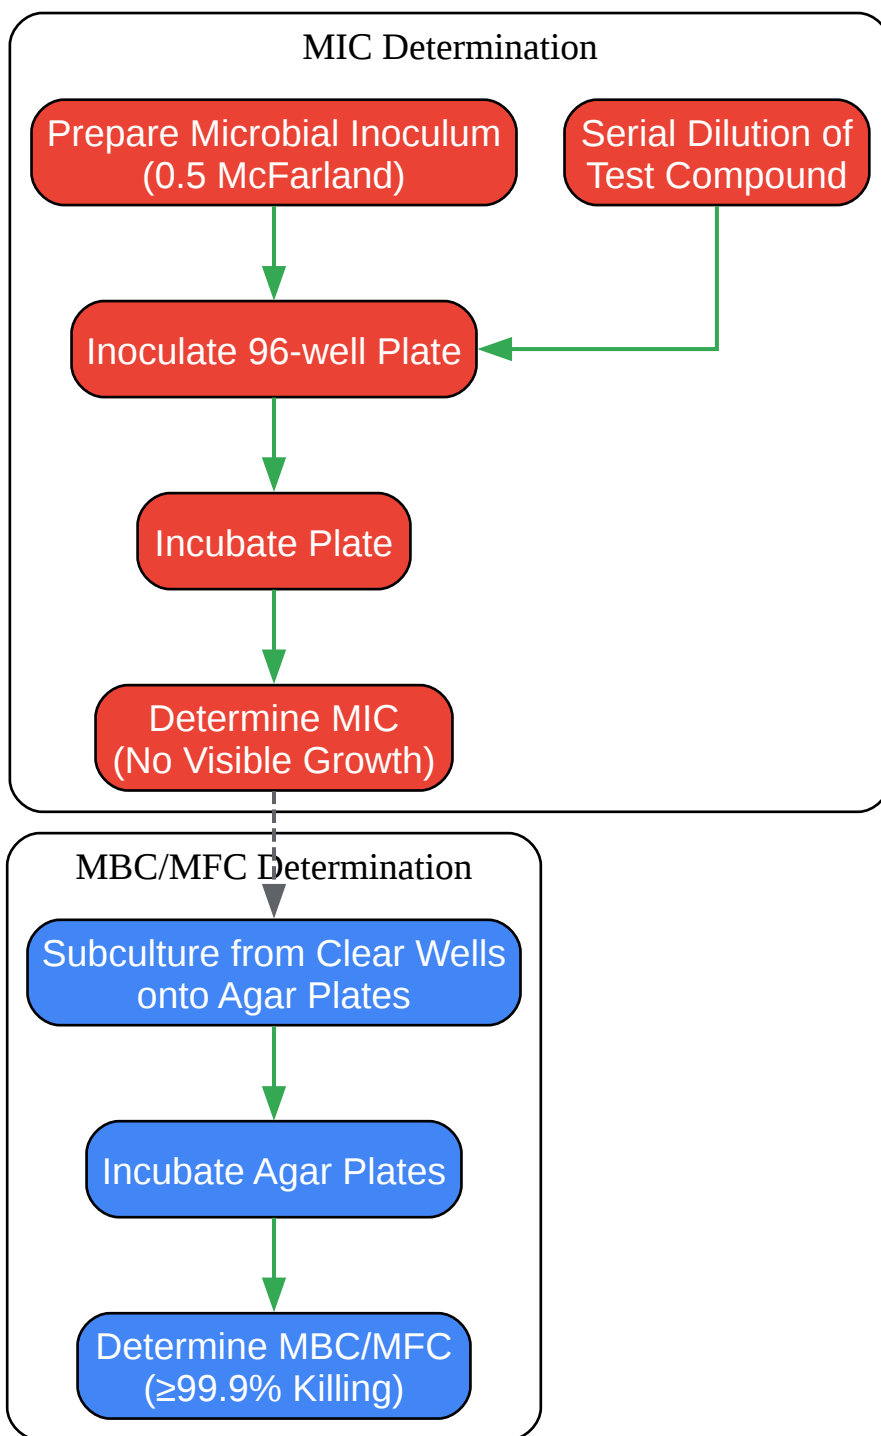 MIC Determination
Prepare Microbial Inoculum
(0.5 McFarland)
Serial Dilution of
Test Compound
Inoculate 96-well Plate
Incubate Plate
Determine MIC
(No Visible Growth)
MBC/MFC Determination
Subculture from Clear Wells
onto Agar Plates
Incubate Agar Plates
Determine MBC/MFC
(≥99.9% Killing)